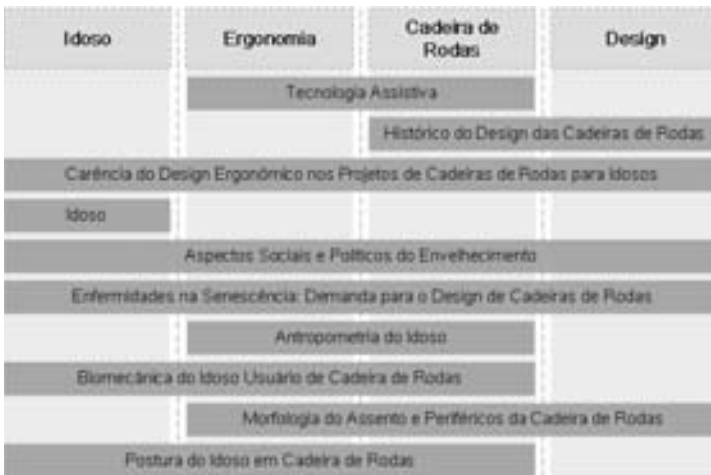 Idoso
Ergonomia
Cadeira de
Rodas
Design
Tecnologia Assistiva
Histórico do Design das Cadeiras de Rodas
Carência do Design Ergonômico nos Projetos de Cadeiras de Rodas para Idosos
Idoso
Aspectos Sociais e Políticos do Envelhecimento
Enfermidades na Senescência: Demanda para o Design de Cadeiras de Rodas
Antropometria do Idoso
Biomecânica do Idoso Usuário de Cadeira de Rodas
Morfologia do Assento e Periféricos da Cadeira de Rodas
Postura do Idoso em Cadeira de Rodas